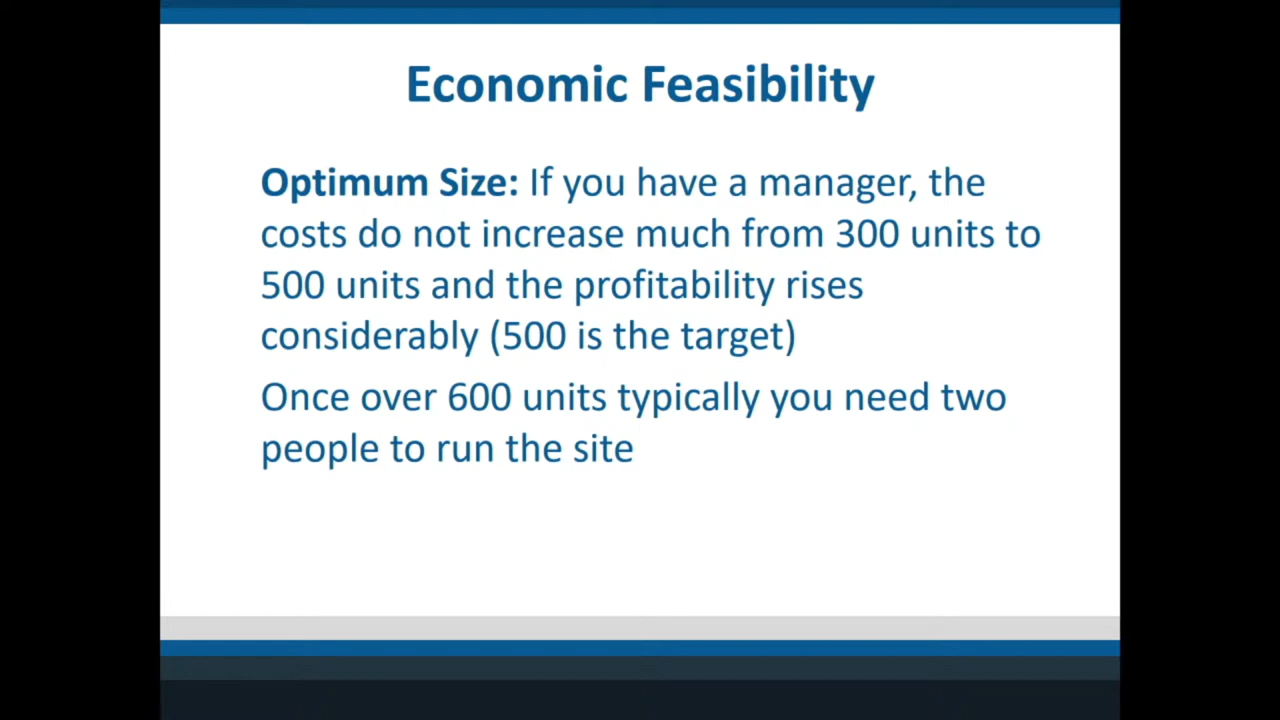 Economic Feasibility
Optimum Size: If you have a manager, the
costs do not increase much from 300 units to
500 units and the profitability rises
considerably (500 is the target)
Once over 600 units typically you need two
people to run the site